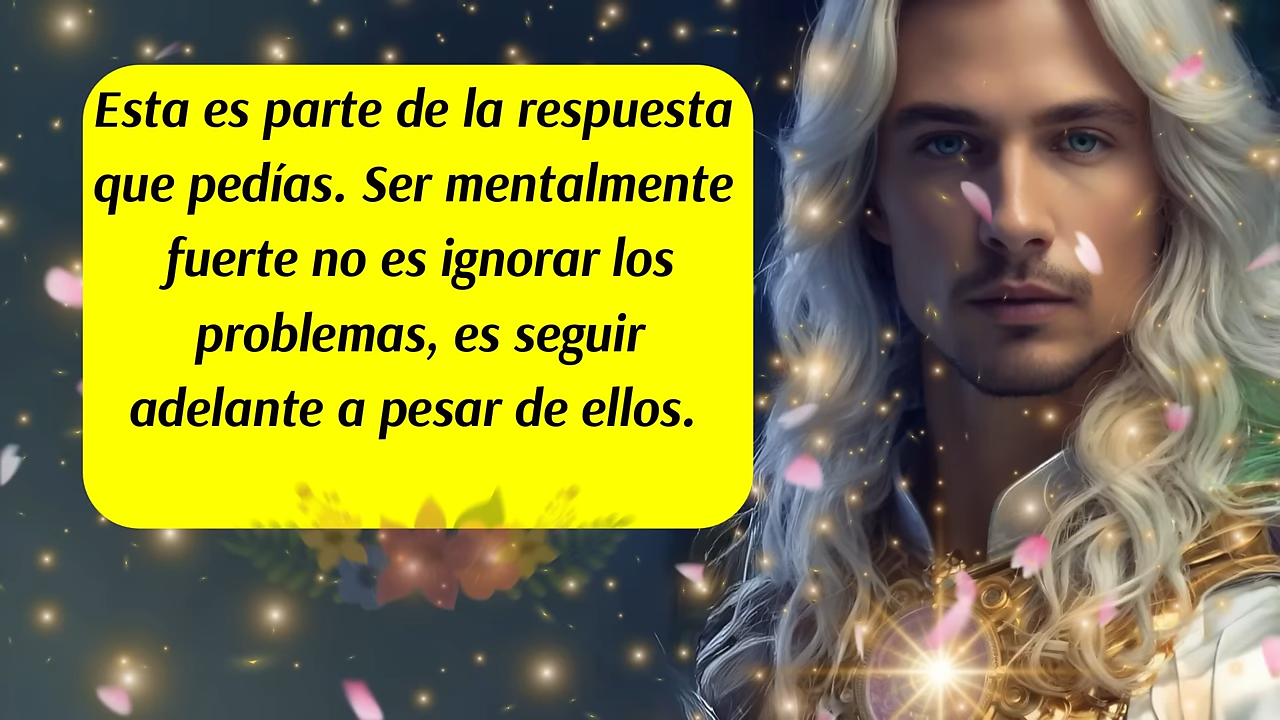 Esta es parte de la respuesta
que pedías. Ser mentalmente
fuerte no es ignorar los
problemas, es seguir
adelante a pesar de ellos.